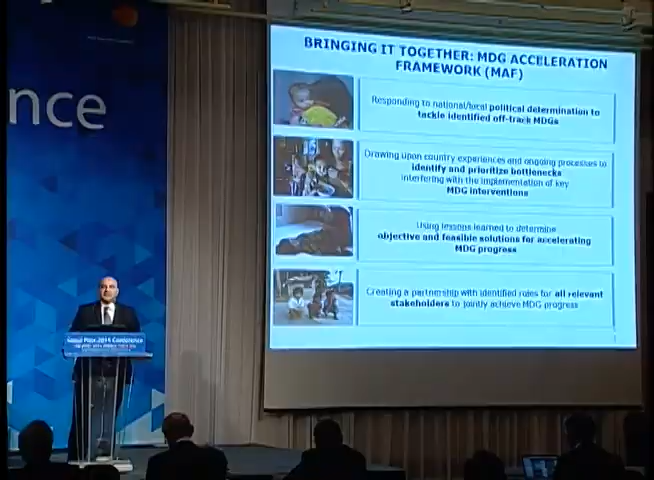 nce
BRINGING IT TOGETHER: MDG ACCELERATION
FRAMEWORK (MAF)
Responding to national/local political determination to
tackle identified off-track MDGs
Drawing upon country experiences and ongoing processes to
identify and prioritize bottlenecks
interfering with the implementation of key
MDG interventions
Using lessons learned to determine
objective and feasible solutions for accelerating
MDG progress
Creating a partnership with identified roles for all relevant
stakeholders to jointly achieve MDG progress
Conference